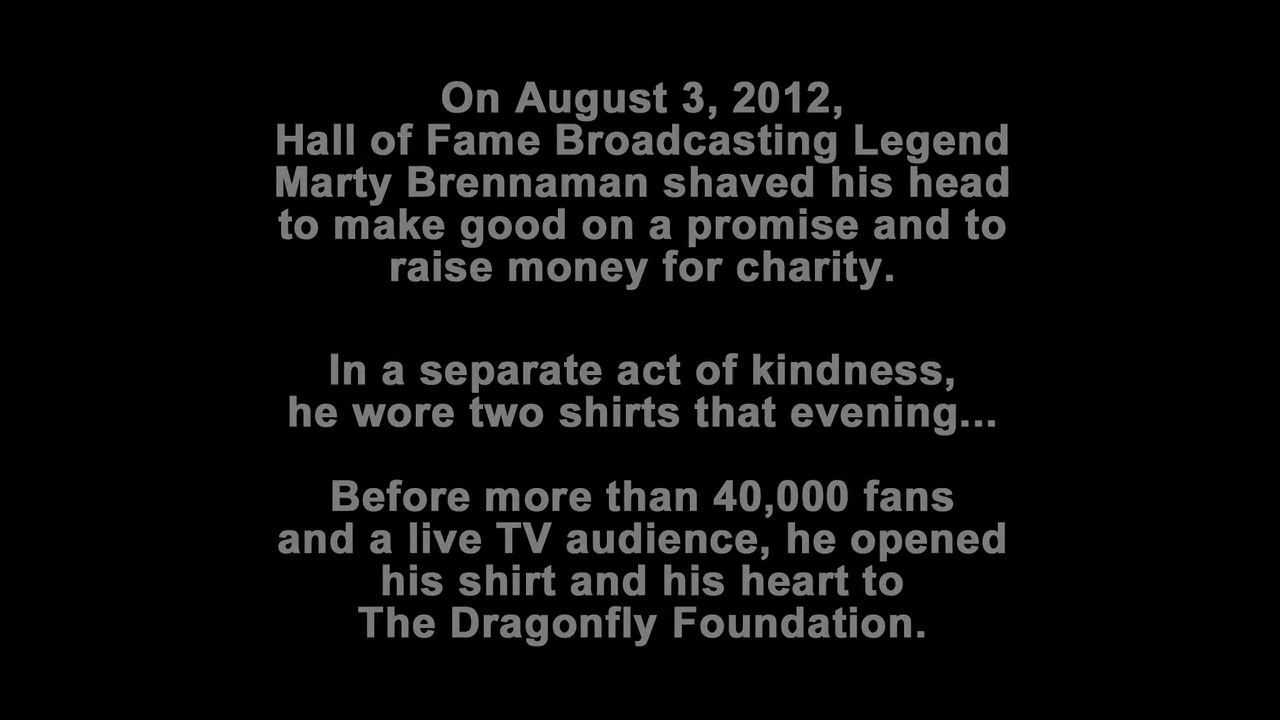 On August 3, 2012,
Hall of Fame Broadcasting Legend
Marty Brennaman shaved his head
to make good on a promise and to
raise money for charity.
In a separate act of kindness,
he wore two shirts that evening...
Before more than 40,000 fans
and a live TV audience, he opened
his shirt and his heart to
The Dragonfly Foundation.